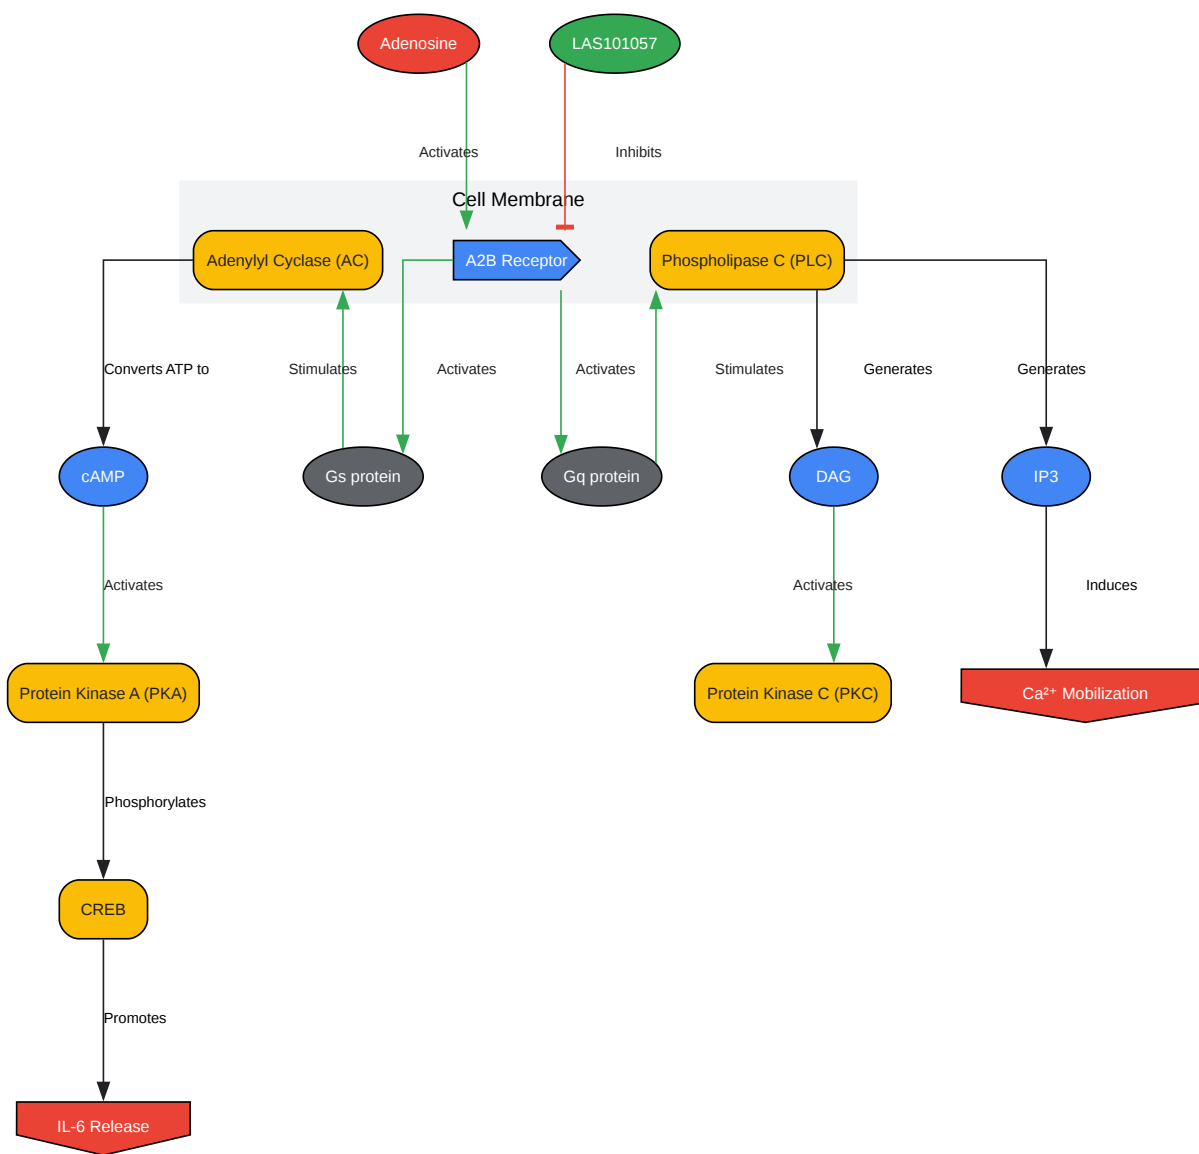 Adenosine
LAS101057
Activates
Inhibits
Cell Membrane
Adenylyl Cyclase (AC)
A2B Receptor
Phospholipase C (PLC)
Converts ATP to
Stimulates
Activates
Activates
Stimulates
Generates
Generates
cAMP
Gs protein
Gq protein
DAG
IP3
Activates
Activates
Induces
Protein Kinase A (PKA)
Protein Kinase C (PKC)
Ca²⁺ Mobilization
Phosphorylates
CREB
Promotes
IL-6 Release